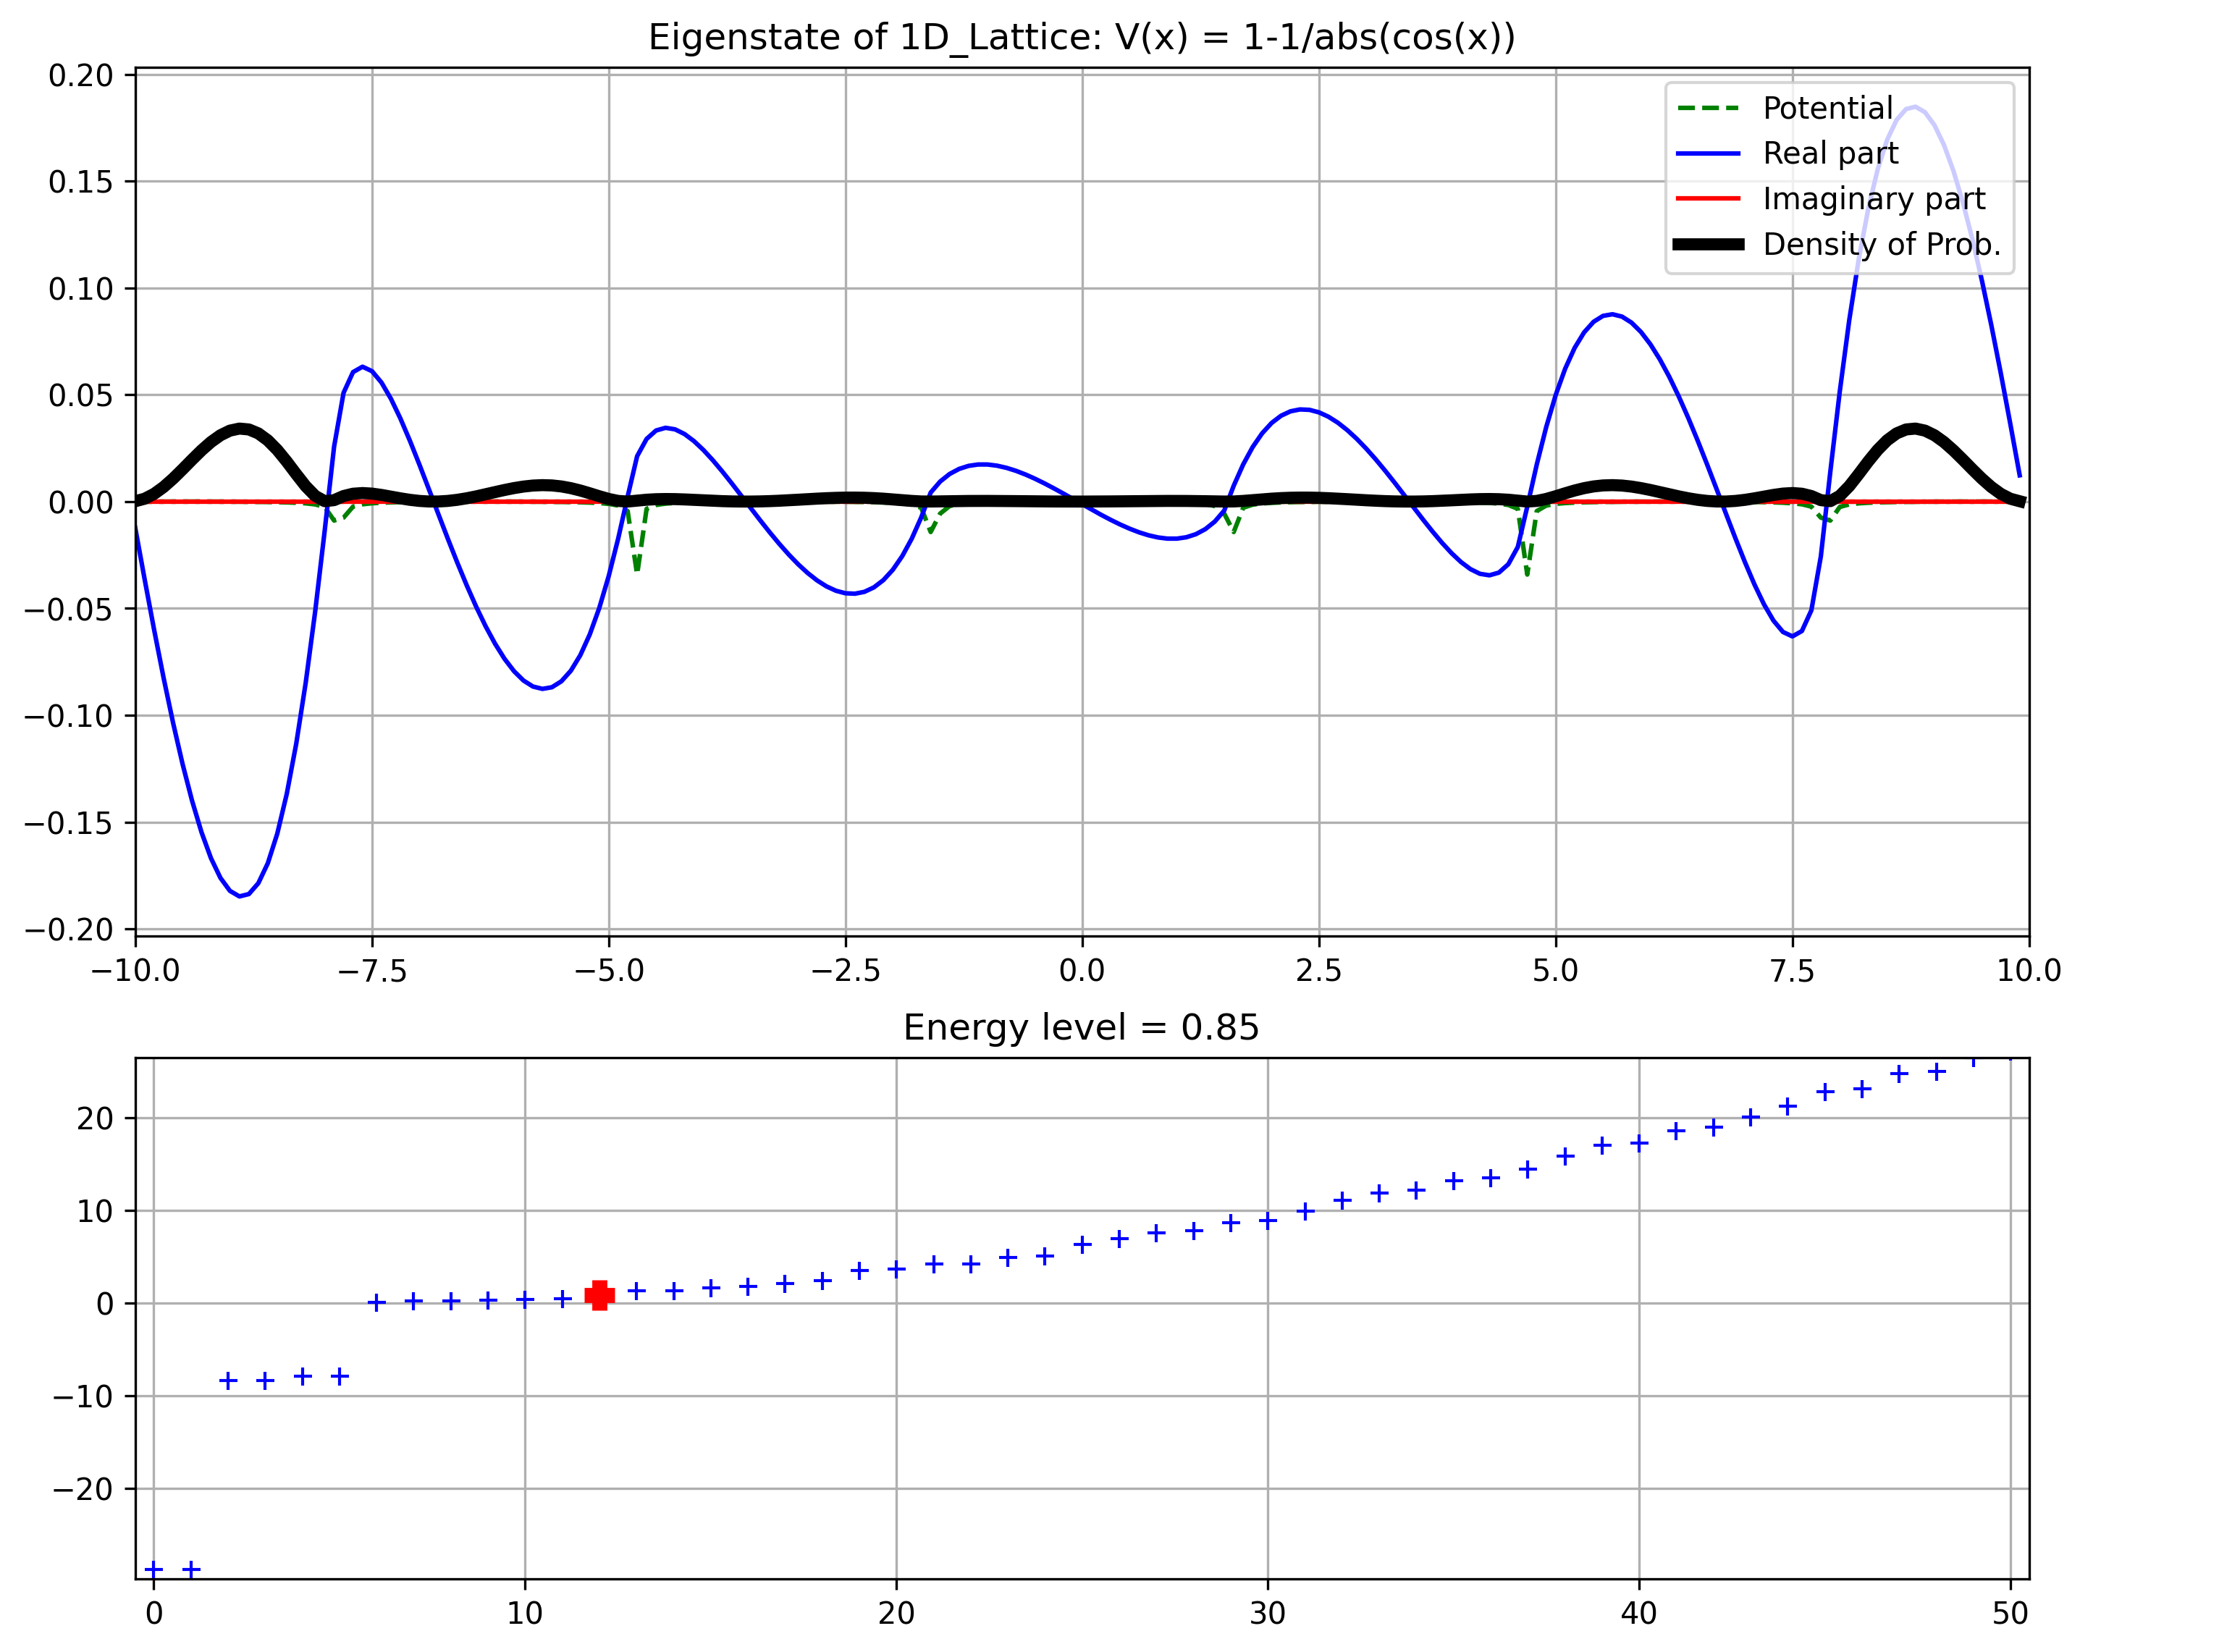 Eigenstate of 1D_Lattice: V(x) = 1-1/abs(cos(x))
0.20
0.15
0.10
0.05
0.00
−0.05
−0.10
−0.15
−0.20
Potential
Real part
Imaginary part
Density of Prob.
−10.0 −7.5 −5.0 −2.5 0.0 2.5 5.0 7.5 10.0
Energy level = 0.85
20
10
0
−10
−20
0 10 20 30 40 50